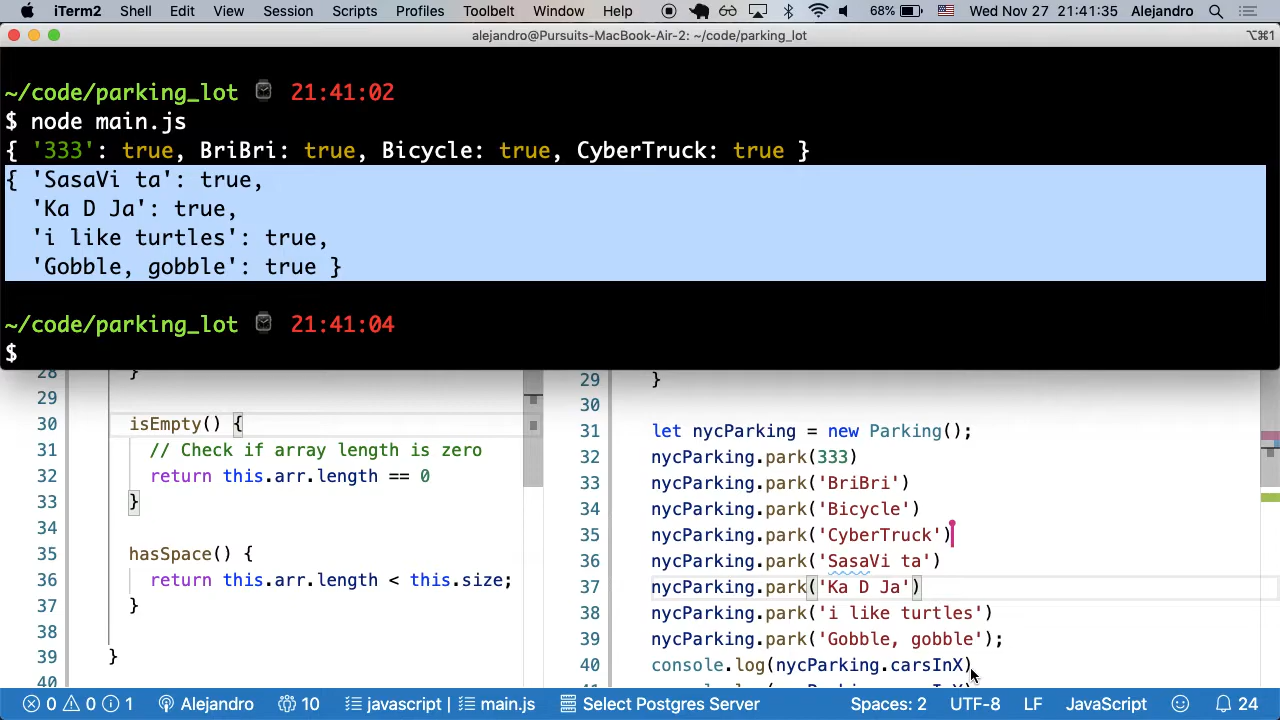 iTerm2 Shell Edit View Session Scripts Profiles Toolbelt Window Help 68% Wed Nov 27 21:41:35 Alejandro
alejandro@Pursuits-MacBook-Air-2: ~/code/parking_lot ⌥⌘1
~/code/parking_lot 21:41:02
$ node main.js
{ '333': true, BriBri: true, Bicycle: true, CyberTruck: true }
{ 'SasaVi ta': true,
'Ka D Ja': true,
'i like turtles': true,
'Gobble, gobble': true }
~/code/parking_lot 21:41:04
$
28 }
29
30 isEmpty() {
31 // Check if array length is zero
32 return this.arr.length == 0
33 }
34
35 hasSpace() {
36 return this.arr.length < this.size;
37 }
38
39 }
40
29 }
30
31 let nycParking = new Parking();
32 nycParking.park(333)
33 nycParking.park('BriBri')
34 nycParking.park('Bicycle')
35 nycParking.park('CyberTruck')
36 nycParking.park('SasaVi ta')
37 nycParking.park('Ka D Ja')
38 nycParking.park('i like turtles')
39 nycParking.park('Gobble, gobble');
40 console.log(nycParking.carsInX)
0 0 1 Alejandro 10 javascript | main.js Select Postgres Server Spaces: 2 UTF-8 LF JavaScript 24